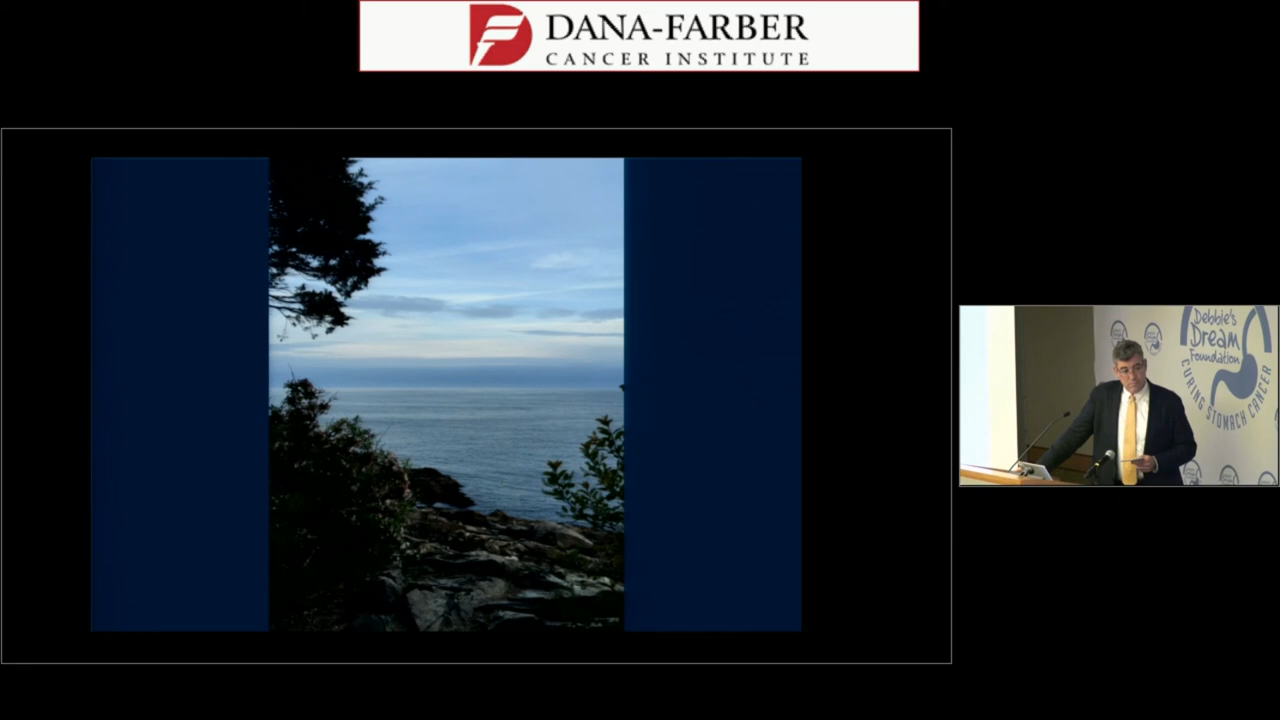 DANA-FARBER
CANCER INSTITUTE
Debbie's
Dream
Foundation
CURING STOMACH CANCER